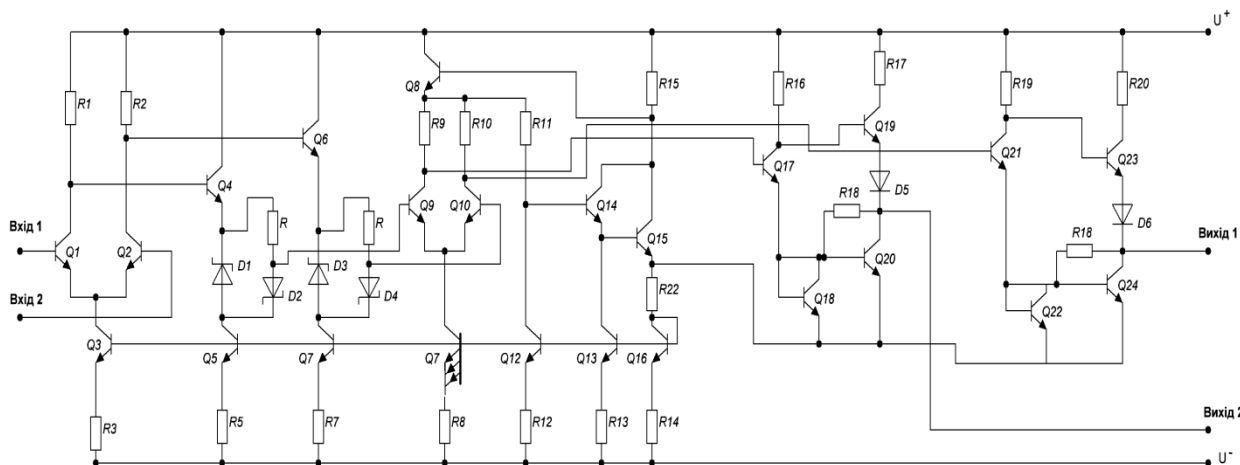 U⁺
R1
R2
Q8
R15
R16
R17
R19
R20
R9
R10
R11
Q6
Q19
Q23
Q4
Q17
Q21
D5
R
R
Q9
Q10
Q14
R18
D6
Вхід 1
Q1
Q2
Q15
Вихід 1
R18
D1
D2
D3
D4
Q20
Q24
R22
Q18
Q22
Вхід 2
Q3
Q5
Q7
Q7
Q12
Q13
Q16
Вихід 2
R3
R5
R7
R8
R12
R13
R14
U⁻